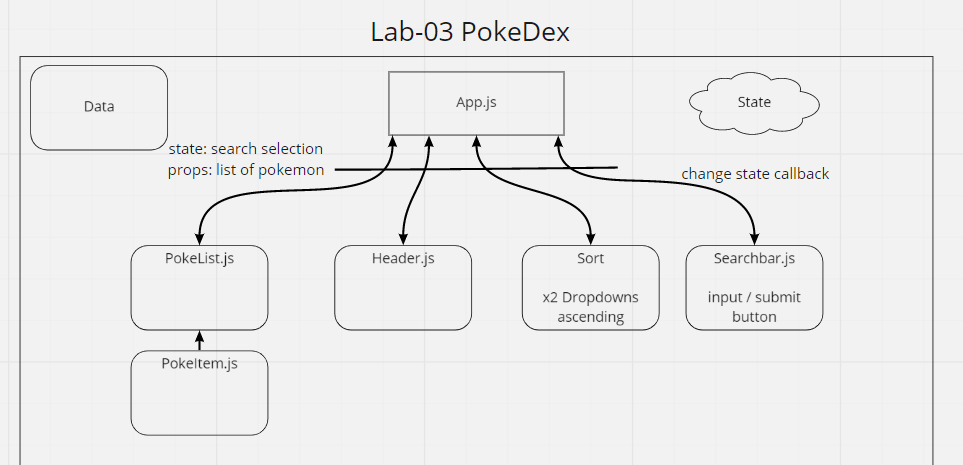 Lab-03 PokeDex
Data
App.js
State
state: search selection
props: list of pokemon
change state callback
PokeList.js
Header.js
Sort
x2 Dropdowns
ascending
Searchbar.js
input / submit
button
PokeItem.js